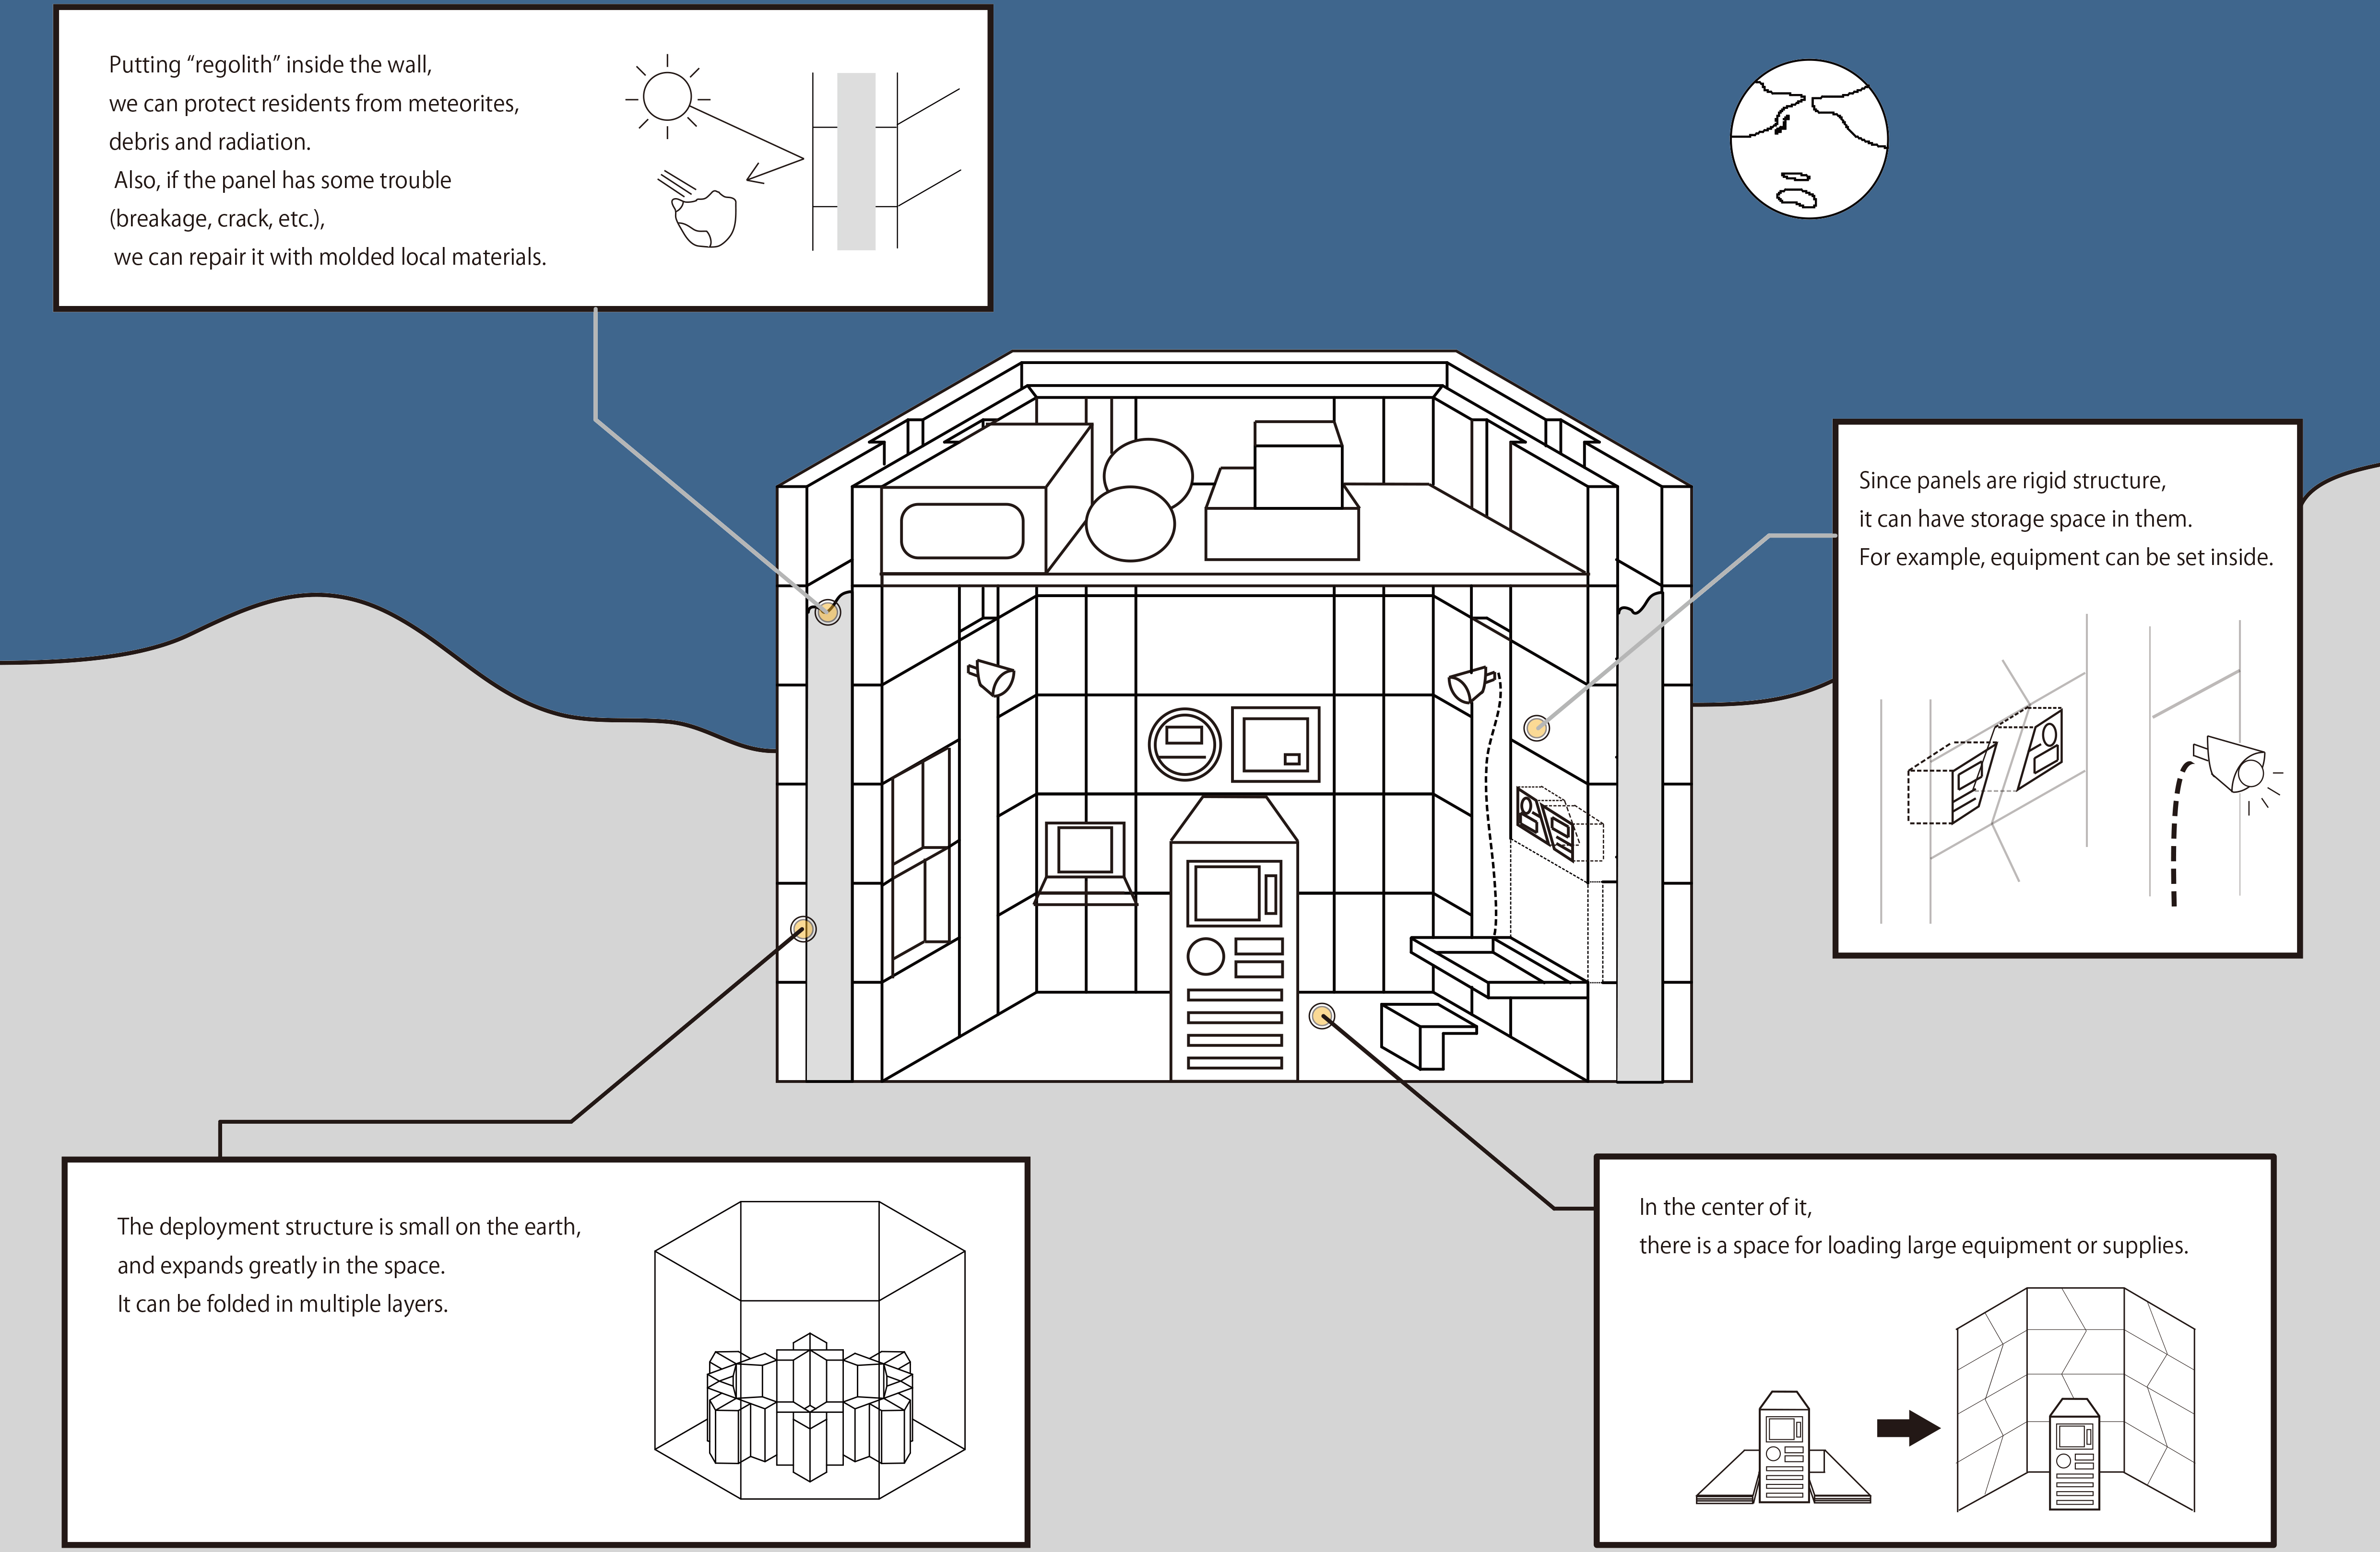 Putting “regolith” inside the wall,
we can protect residents from meteorites,
debris and radiation.
Also, if the panel has some trouble
(breakage, crack, etc.),
we can repair it with molded local materials.
Since panels are rigid structure,
it can have storage space in them.
For example, equipment can be set inside.
The deployment structure is small on the earth,
and expands greatly in the space.
It can be folded in multiple layers.
In the center of it,
there is a space for loading large equipment or supplies.